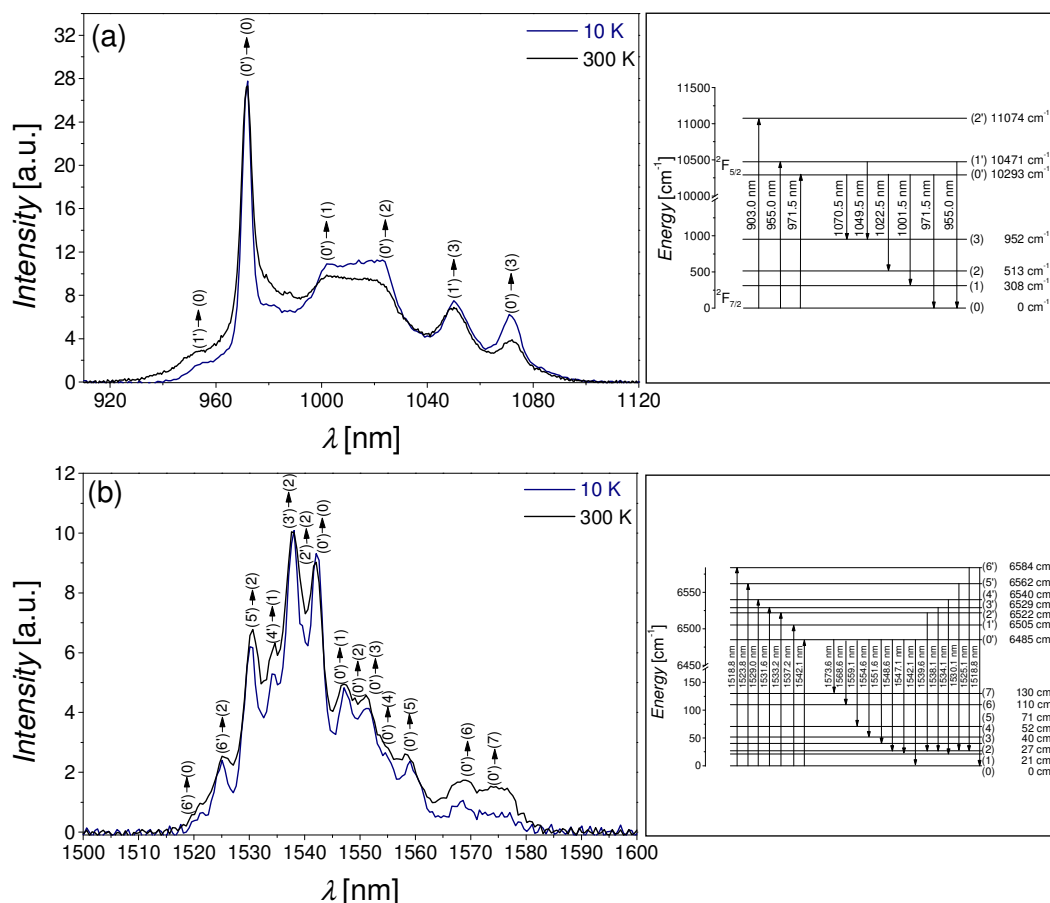 (a)
10 K
300 K
Intensity [a.u.]
32
28
24
20
16
12
8
4
0
(1')→(0)
(0')→(0)
(0')→(1)
(0')→(2)
(1')→(3)
(0')→(3)
920 960 1000 1040 1080 1120
λ [nm]
Energy [cm⁻¹]
11500
11000
10500
10000
1000
500
0
²F₅/₂
²F₇/₂
903.0 nm
955.0 nm
971.5 nm
1070.5 nm
1049.5 nm
1022.5 nm
1001.5 nm
971.5 nm
955.0 nm
(2') 11074 cm⁻¹
(1') 10471 cm⁻¹
(0') 10293 cm⁻¹
(3) 952 cm⁻¹
(2) 513 cm⁻¹
(1) 308 cm⁻¹
(0) 0 cm⁻¹
(b)
10 K
300 K
Intensity [a.u.]
12
10
8
6
4
2
0
(6')→(0)
(6')→(2)
(5')→(2)
(4')→(1)
(3')→(2)
(2')→(2)
(0')→(0)
(0')→(1)
(0')→(2)
(0')→(3)
(0')→(4)
(0')→(5)
(0')→(6)
(0')→(7)
1500 1510 1520 1530 1540 1550 1560 1570 1580 1590 1600
λ [nm]
Energy [cm⁻¹]
6550
6500
6450
150
100
50
0
1518.8 nm
1523.8 nm
1529.0 nm
1531.6 nm
1533.2 nm
1537.2 nm
1542.1 nm
1573.6 nm
1568.6 nm
1559.1 nm
1554.6 nm
1551.6 nm
1548.6 nm
1547.1 nm
1542.1 nm
1539.6 nm
1538.1 nm
1534.1 nm
1530.1 nm
1525.1 nm
1518.8 nm
(6') 6584 cm
(5') 6562 cm
(4') 6540 cm
(3') 6529 cm
(2') 6522 cm
(1') 6505 cm
(0') 6485 cm
(7) 130 cm
(6) 110 cm
(5) 71 cm
(4) 52 cm
(3) 40 cm
(2) 27 cm
(1) 21 cm
(0) 0 cm